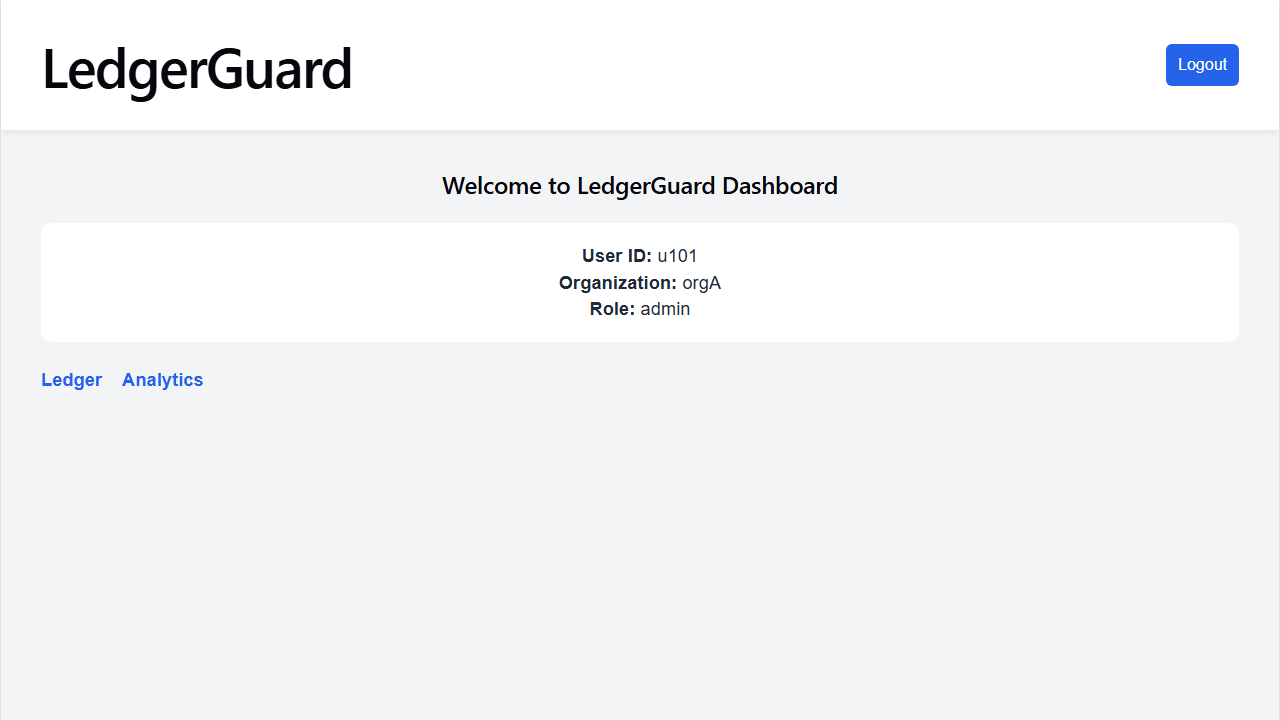 LedgerGuard
Logout
Welcome to LedgerGuard Dashboard
User ID: u101
Organization: orgA
Role: admin
Ledger Analytics